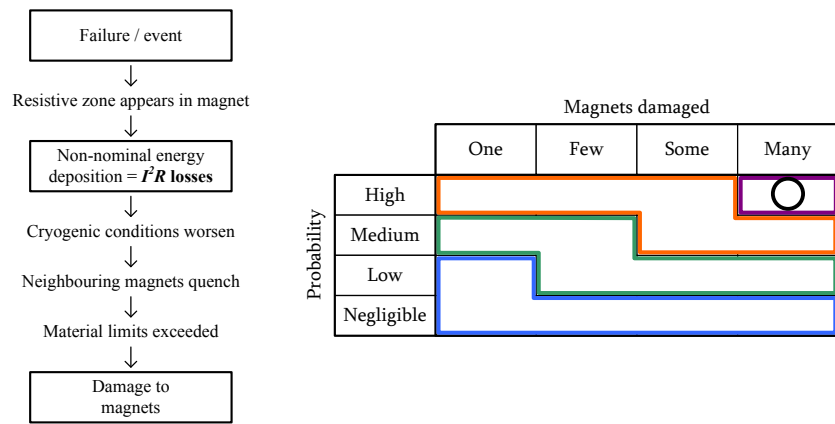 Failure / event
Resistive zone appears in magnet
Non-nominal energy
deposition = I²R losses
Cryogenic conditions worsen
Neighbouring magnets quench
Material limits exceeded
Damage to
magnets
Magnets damaged
One Few Some Many
Probability
High
Medium
Low
Negligible